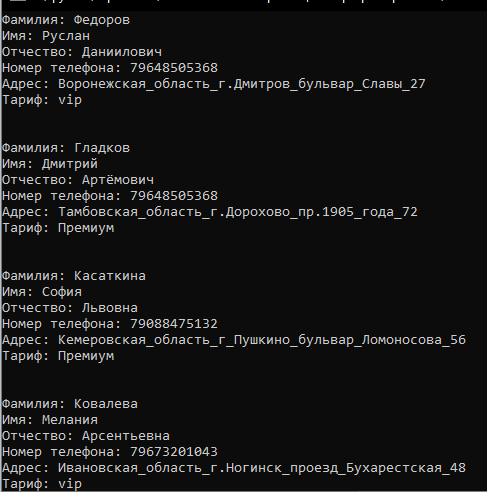 Фамилия: Федоров
Имя: Руслан
Отчество: Даниилович
Номер телефона: 79648505368
Адрес: Воронежская_область_г.Дмитров_бульвар_Славы_27
Тариф: vip
Фамилия: Гладков
Имя: Дмитрий
Отчество: Артёмович
Номер телефона: 79648505368
Адрес: Тамбовская_область_г.Дорохово_пр.1905_года_72
Тариф: Премиум
Фамилия: Касаткина
Имя: София
Отчество: Львовна
Номер телефона: 79088475132
Адрес: Кемеровская_область_г_Пушкино_бульвар_Ломоносова_56
Тариф: Премиум
Фамилия: Ковалева
Имя: Мелания
Отчество: Арсентьевна
Номер телефона: 79673201043
Адрес: Ивановская_область_г.Ногинск_проезд_Бухарестская_48
Тариф: vip